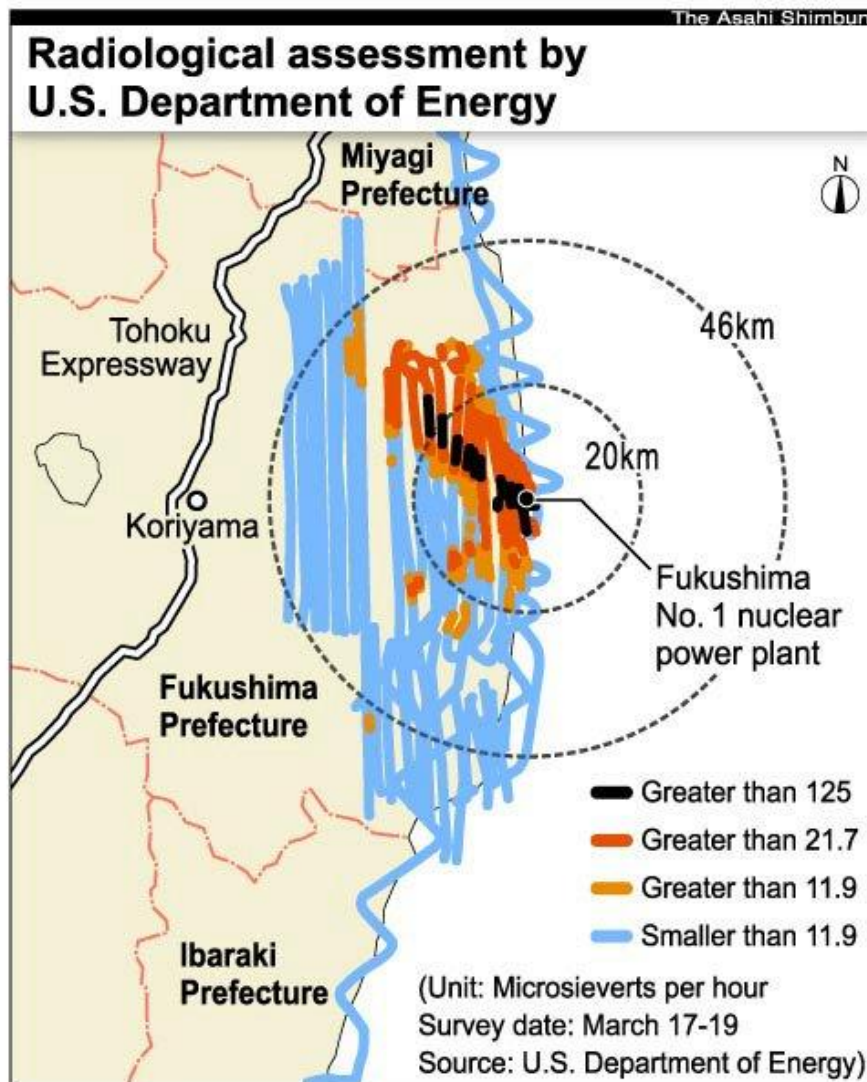 The Asahi Shimbun
Radiological assessment by
U.S. Department of Energy
Miyagi
Prefecture
N
Tohoku
Expressway
46km
20km
Koriyama
Fukushima
No. 1 nuclear
power plant
Fukushima
Prefecture
Greater than 125
Greater than 21.7
Greater than 11.9
Smaller than 11.9
Ibaraki
Prefecture
(Unit: Microsieverts per hour
Survey date: March 17-19
Source: U.S. Department of Energy)